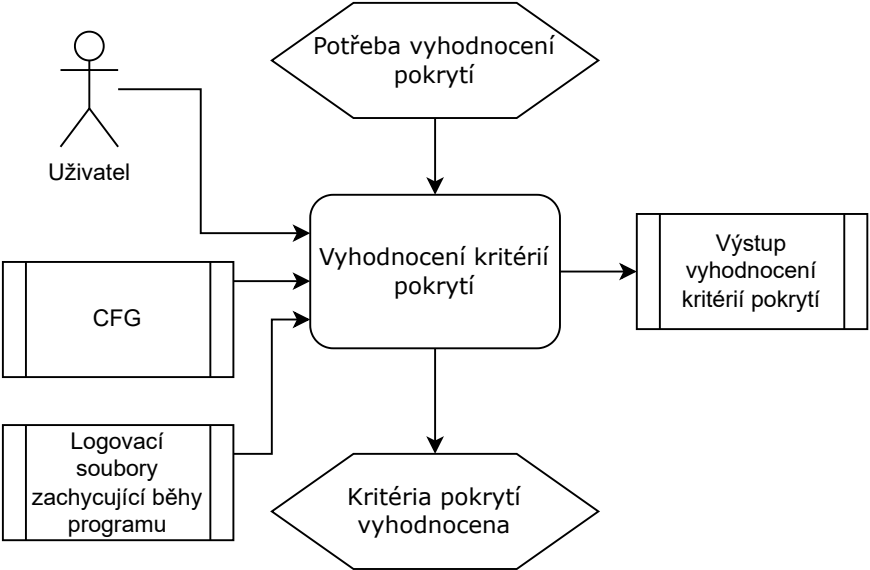 Potřeba vyhodnocení
pokrytí
Uživatel
Vyhodnocení kritérií
pokrytí
Výstup
vyhodnocení
kritérií pokrytí
CFG
Logovací
soubory
zachycující běhy
programu
Kritéria pokrytí
vyhodnocena